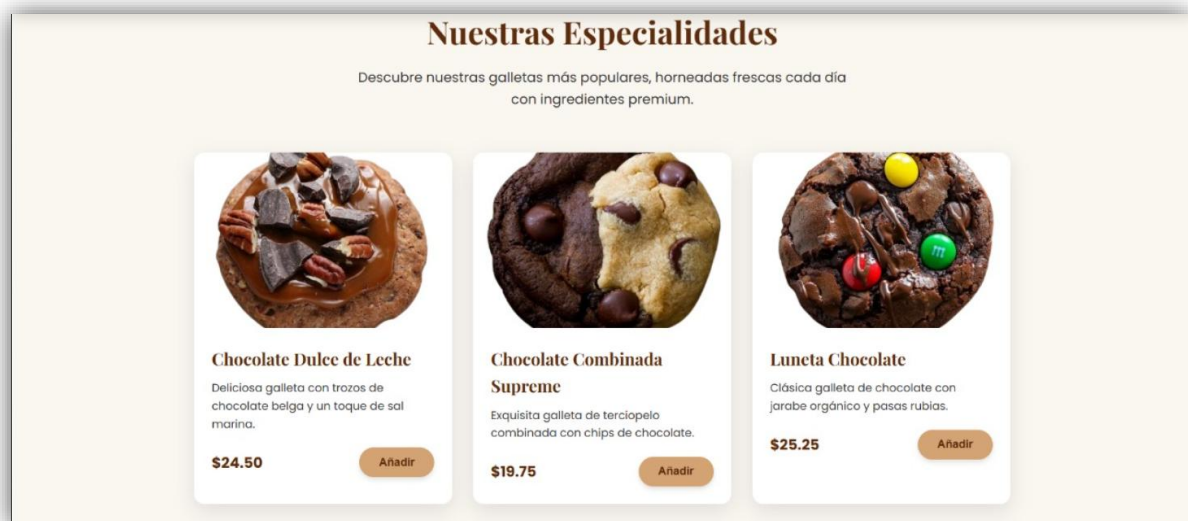 Nuestras Especialidades
Descubre nuestras galletas más populares, horneadas frescas cada día
con ingredientes premium.
Chocolate Dulce de Leche
Deliciosa galleta con trozos de
chocolate belga y un toque de sal
marina.
$24.50
Añadir
Chocolate Combinada
Supreme
Exquisita galleta de terciopelo
combinada con chips de chocolate.
$19.75
Añadir
Luneta Chocolate
Clásica galleta de chocolate con
jarabe orgánico y pasas rubias.
$25.25
Añadir
m